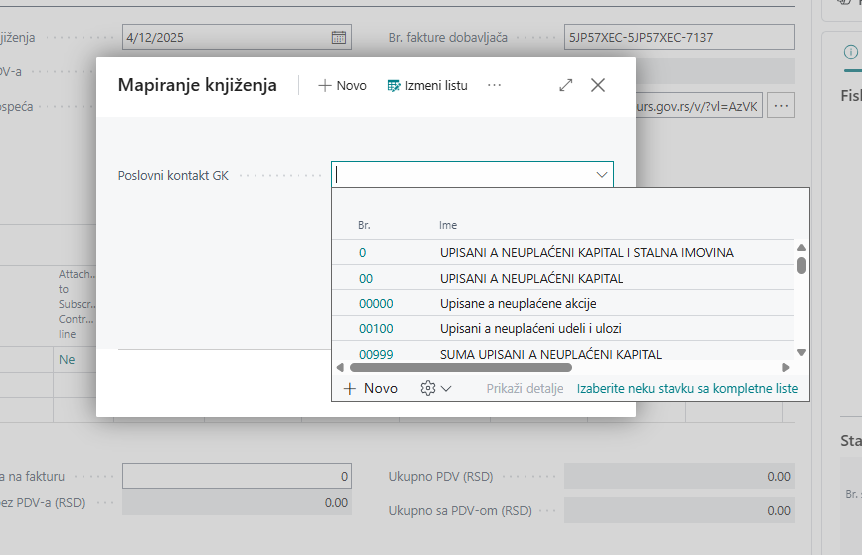 jiženja
4/12/2025
Br. fakture dobavljača
5JP57XEC-5JP57XEC-7137
DV-a
ospeća
urs.gov.rs/v/?vl=AzVK
Fis
Mapiranje knjiženja
Novo
Izmeni listu
Poslovni kontakt GK
Br.
Ime
0
UPISANI A NEUPLAĆENI KAPITAL I STALNA IMOVINA
00
UPISANI A NEUPLAĆENI KAPITAL
00000
Upisane a neuplaćene akcije
00100
Upisani a neuplaćeni udeli i ulozi
00999
SUMA UPISANI A NEUPLAĆENI KAPITAL
Novo
Prikaži detalje
Izaberite neku stavku sa kompletne liste
Attach...
to
Subscr...
Contr...
line
Ne
a na fakturu
0
Ukupno PDV (RSD)
0.00
ez PDV-a (RSD)
0.00
Ukupno sa PDV-om (RSD)
0.00
Sta
Br. s